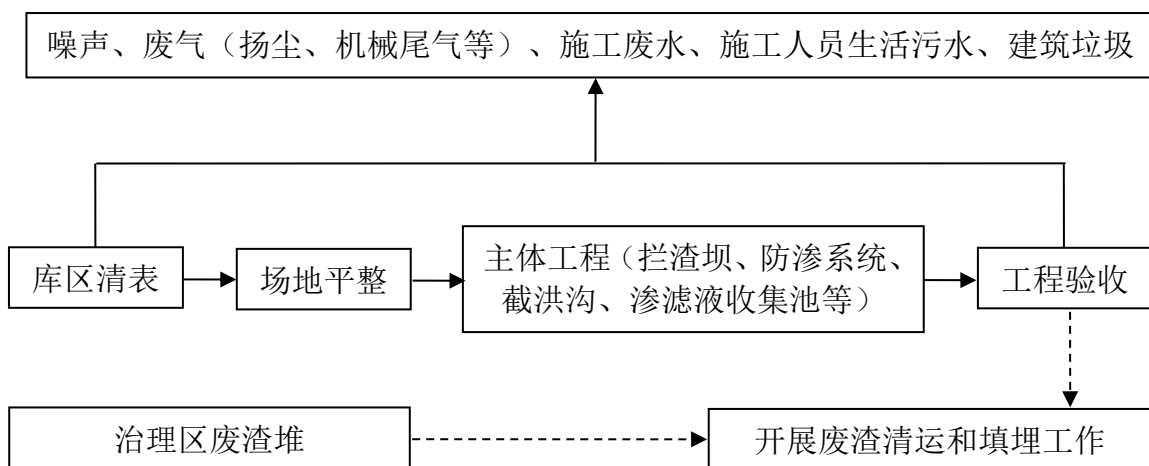 噪声、废气（扬尘、机械尾气等）、施工废水、施工人员生活污水、建筑垃圾
库区清表
场地平整
主体工程（拦渣坝、防渗系统、
截洪沟、渗滤液收集池等）
工程验收
治理区废渣堆
开展废渣清运和填埋工作